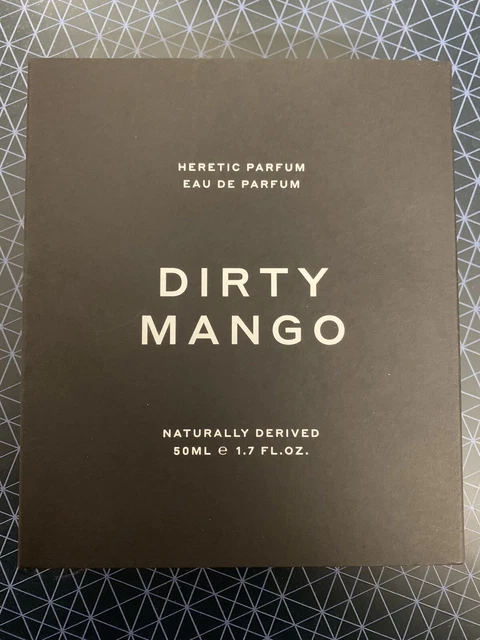 HERETIC PARFUM
EAU DE PARFUM
DIRTY
MANGO
NATURALLY DERIVED
50ML ℮ 1.7 FL.OZ.